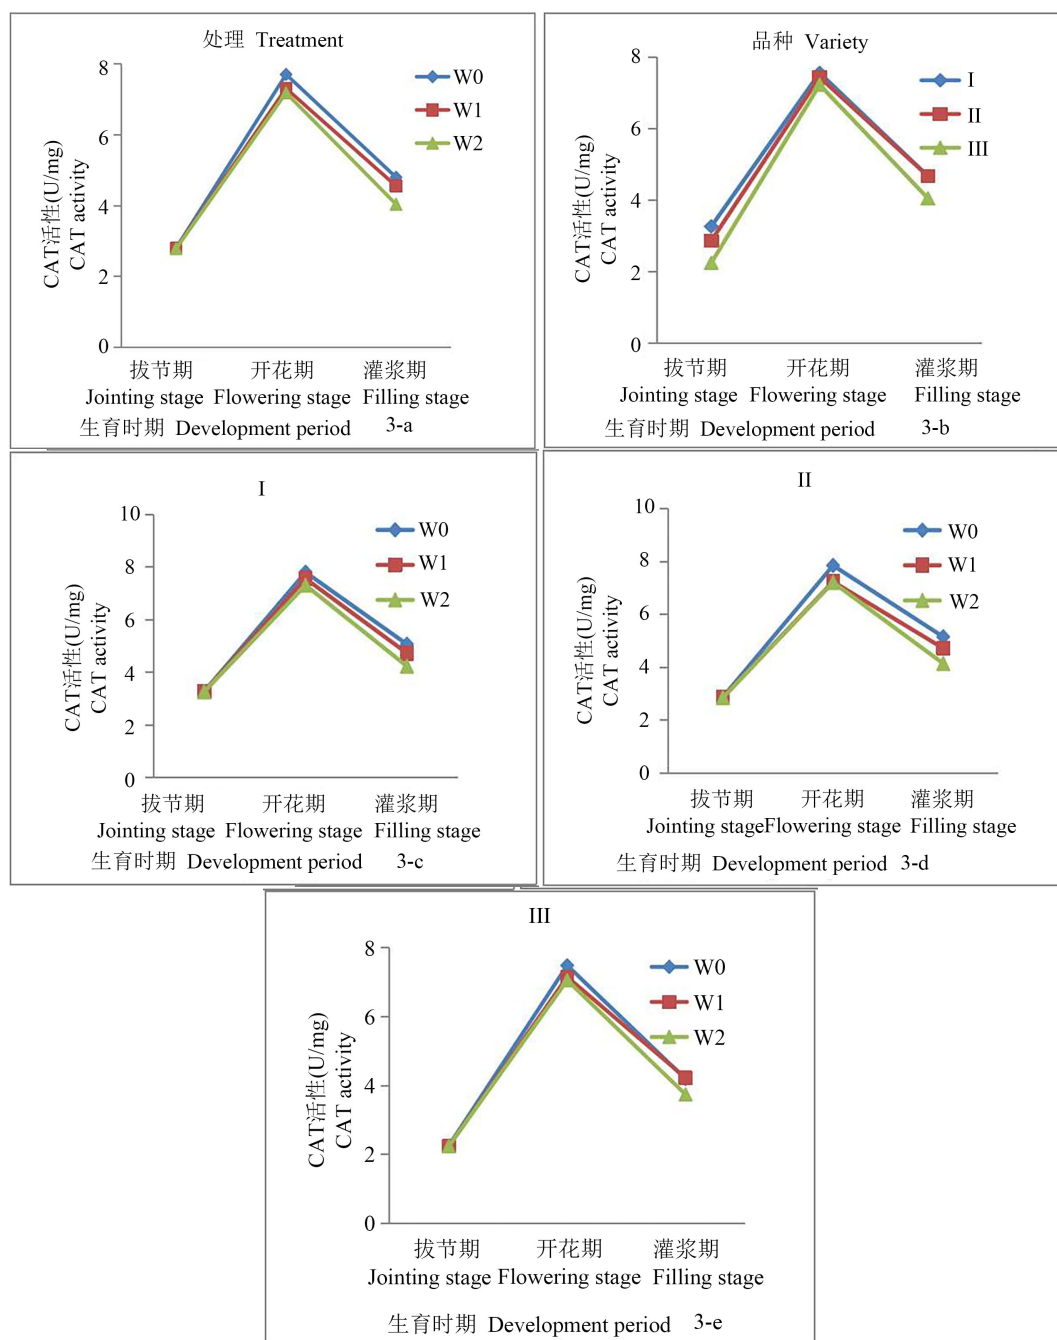 处理 Treatment
8
6
4
2
0
CAT活性(U/mg)
CAT activity
W0
W1
W2
拔节期 开花期 灌浆期
Jointing stage Flowering stage Filling stage
生育时期 Development period 3-a
品种 Variety
8
6
4
2
0
CAT活性(U/mg)
CAT activity
I
II
III
拔节期 开花期 灌浆期
Jointing stage Flowering stage Filling stage
生育时期 Development period 3-b
I
10
8
6
4
2
0
CAT活性(U/mg)
CAT activity
W0
W1
W2
拔节期 开花期 灌浆期
Jointing stage Flowering stage Filling stage
生育时期 Development period 3-c
II
10
8
6
4
2
0
CAT活性(U/mg)
CAT activity
W0
W1
W2
拔节期 开花期 灌浆期
Jointing stageFlowering stage Filling stage
生育时期 Development period 3-d
III
8
6
4
2
0
CAT活性(U/mg)
CAT activity
W0
W1
W2
拔节期 开花期 灌浆期
Jointing stage Flowering stage Filling stage
生育时期 Development period 3-e